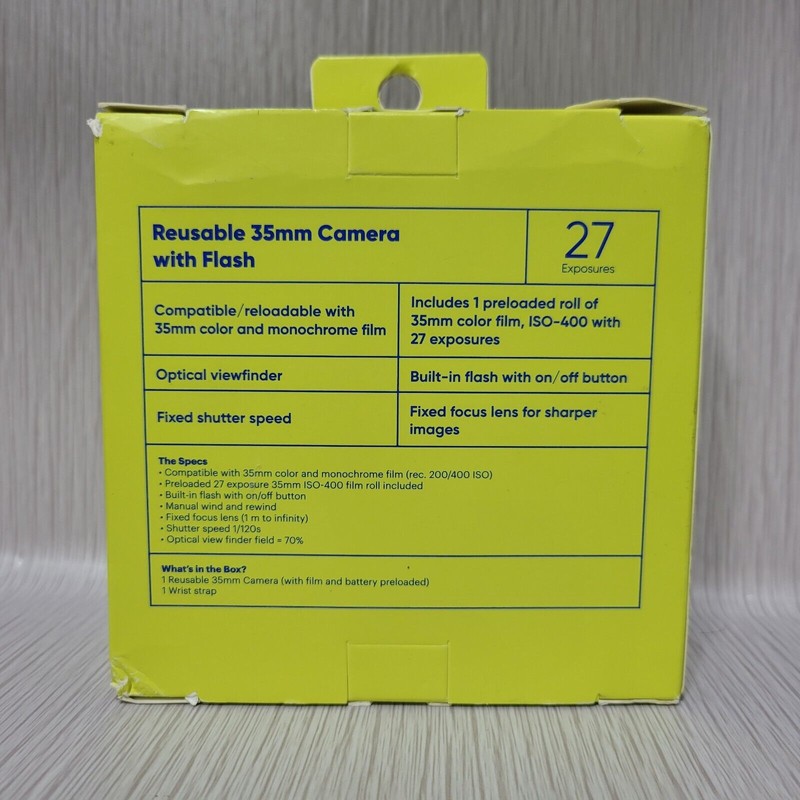 Reusable 35mm Camera
with Flash
27
Exposures
Compatible/reloadable with
35mm color and monochrome film
Includes 1 preloaded roll of
35mm color film, ISO-400 with
27 exposures
Optical viewfinder
Built-in flash with on/off button
Fixed shutter speed
Fixed focus lens for sharper
images
The Specs
• Compatible with 35mm color and monochrome film (rec. 200/400 ISO)
• Preloaded 27 exposure 35mm ISO-400 film roll included
• Built-in flash with on/off button
• Manual wind and rewind
• Fixed focus lens (1 m to infinity)
• Shutter speed 1/120s
• Optical view finder field = 70%
What's in the Box?
1 Reusable 35mm Camera (with film and battery preloaded)
1 Wrist strap